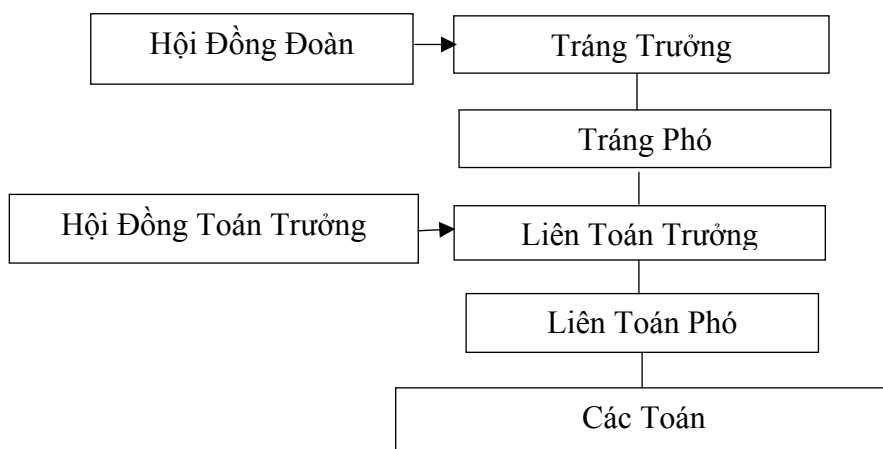 Hội Đồng Đoàn
Tráng Trưởng
Tráng Phó
Hội Đồng Toán Trưởng
Liên Toán Trưởng
Liên Toán Phó
Các Toán